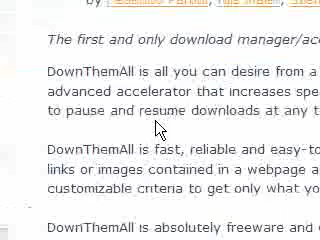 by
The first and only download manager/acc
DownThemAll is all you can desire from a
advanced accelerator that increases spe
to pause and resume downloads at any t
DownThemAll is fast, reliable and easy-to
links or images contained in a webpage a
customizable criteria to get only what yo
DownThemAll is absolutely freeware and